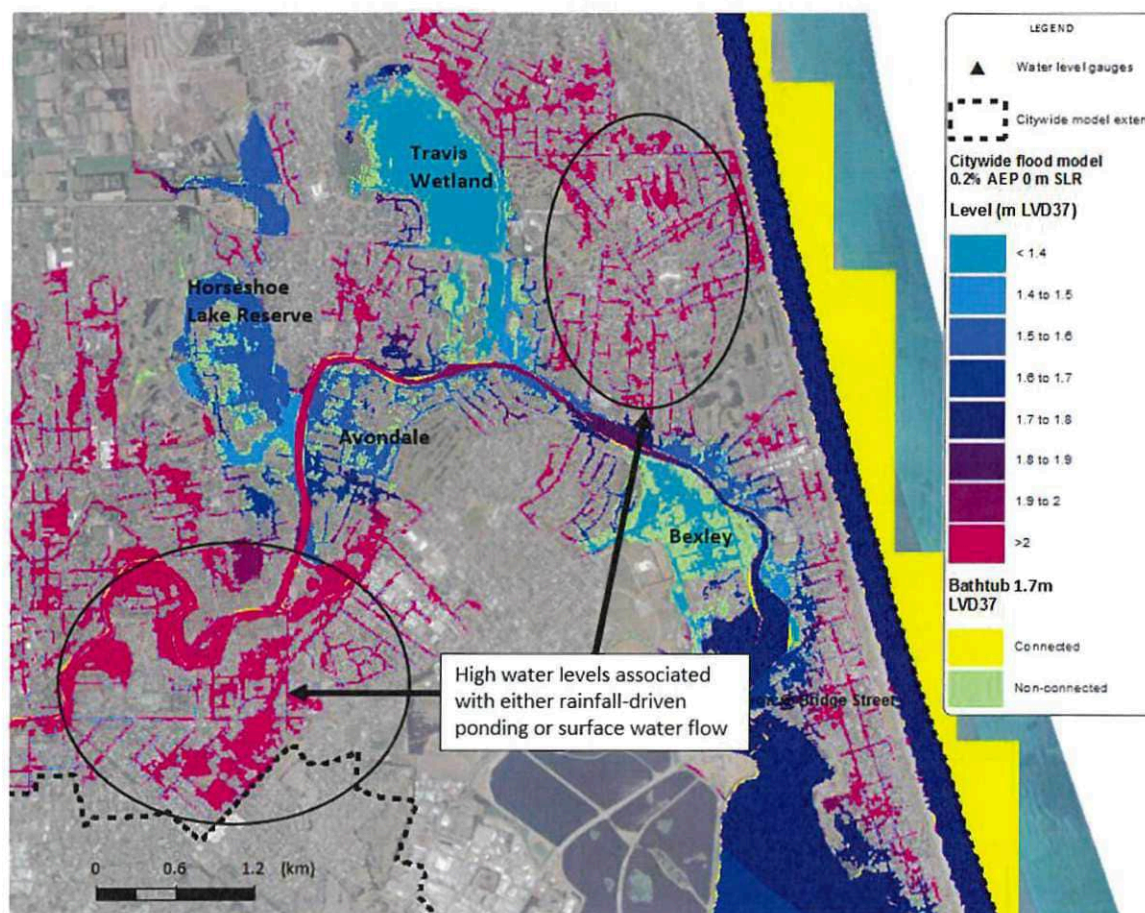 Travis
Wetland
Horseshoe
Lake Reserve
Avondale
Bexley
Bridge Street
High water levels associated
with either rainfall-driven
ponding or surface water flow
0 0.6 1.2 (km)
LEGEND
Water level gauges
Citywide model exten
Citywide flood model
0.2% AEP 0 m SLR
Level (m LVD37)
< 1.4
1.4 to 1.5
1.5 to 1.6
1.6 to 1.7
1.7 to 1.8
1.8 to 1.9
1.9 to 2
>2
Bathtub 1.7m
LVD37
Connected
Non-connected